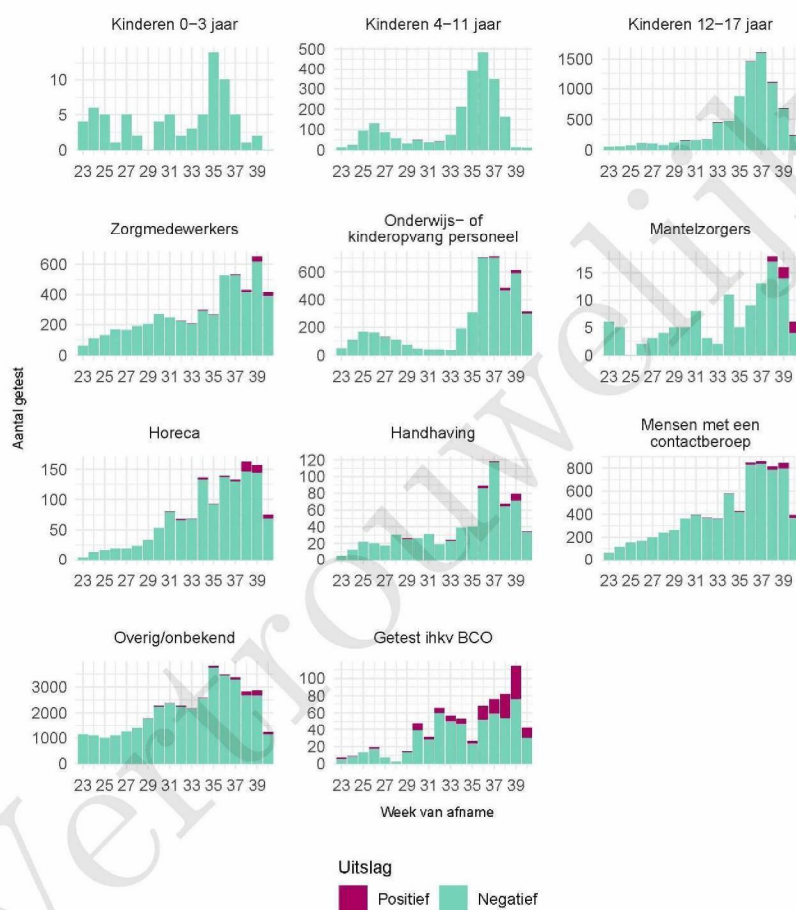 Kinderen 0−3 jaar
Kinderen 4−11 jaar
Kinderen 12−17 jaar
10
5
0
23 25 27 29 31 33 35 37 39
500
400
300
200
100
0
23 25 27 29 31 33 35 37 39
1500
1000
500
0
23 25 27 29 31 33 35 37 39
Zorgmedewerkers
Onderwijs− of
kinderopvang personeel
Mantelzorgers
600
400
200
0
23 25 27 29 31 33 35 37 39
600
400
200
0
23 25 27 29 31 33 35 37 39
15
10
5
0
23 25 27 29 31 33 35 37 39
Aantal getest
Horeca
Handhaving
Mensen met een
contactberoep
150
100
50
0
23 25 27 29 31 33 35 37 39
120
100
80
60
40
20
0
23 25 27 29 31 33 35 37 39
800
600
400
200
0
23 25 27 29 31 33 35 37 39
Overig/onbekend
Getest ihkv BCO
3000
2000
1000
0
23 25 27 29 31 33 35 37 39
100
80
60
40
20
0
23 25 27 29 31 33 35 37 39
Week van afname
Uitslag
Positief
Negatief
Vertrouwelijk